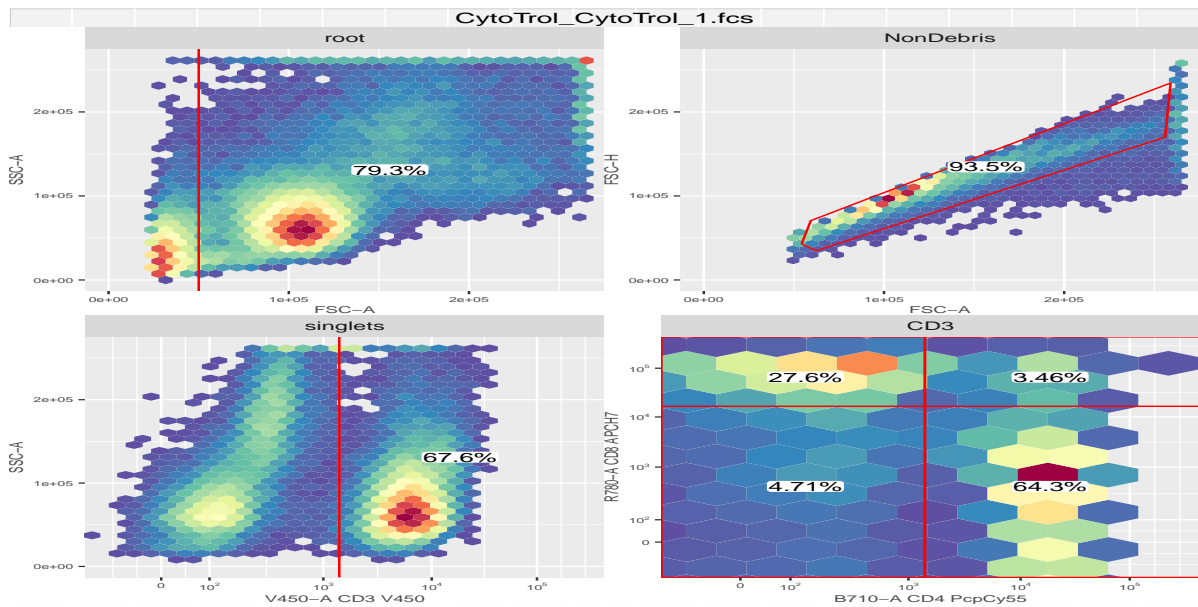 CytoTrol_CytoTrol_1.fcs
root
NonDebris
SSC-A
2e+05
1e+05
0e+00
79.3%
0e+00
1e+05
2e+05
FSC-A
FSC-H
2e+05
1e+05
0e+00
93.5%
0e+00
1e+05
2e+05
FSC-A
singlets
CD3
SSC-A
2e+05
1e+05
0e+00
67.6%
0
10²
10³
10⁴
10⁵
V450-A CD3 V450
R780-A CD8 APCH7
10⁵
10⁴
10³
10²
0
27.6%
3.46%
4.71%
64.3%
0
10²
10³
10⁴
10⁵
B710-A CD4 PcpCy55